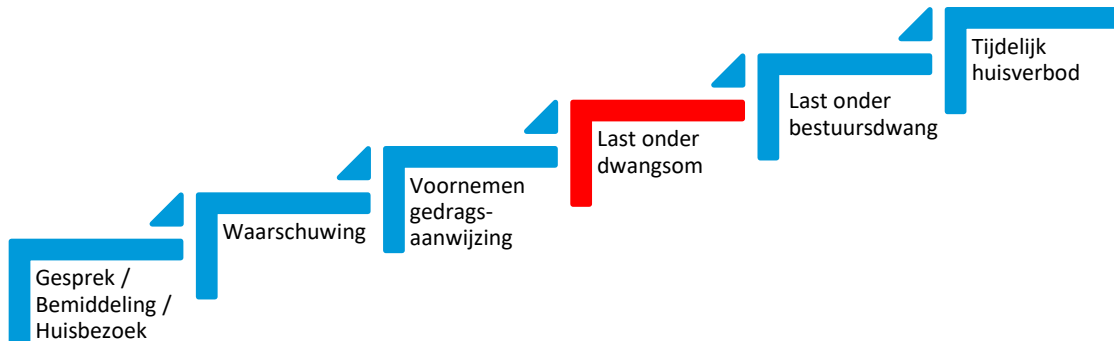 Gesprek /
Bemiddeling /
Huisbezoek
Waarschuwing
Voornemen
gedrags-
aanwijzing
Last onder
dwangsom
Last onder
bestuursdwang
Tijdelijk
huisverbod